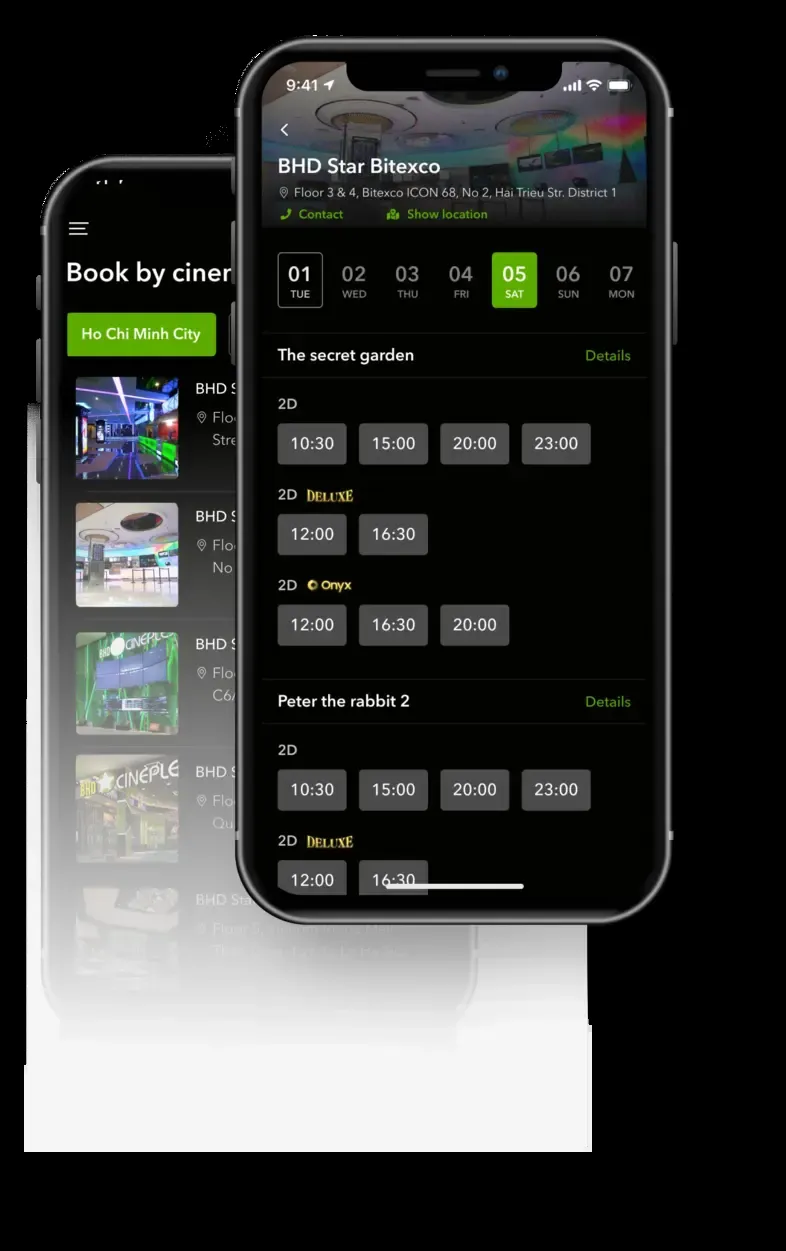 9:41
BHD Star Bitexco
Floor 3 & 4, Bitexco ICON 68, No 2, Hai Trieu Str. District 1
Contact
Show location
01 02 03 04 05 06 07
TUE WED THU FRI SAT SUN MON
The secret garden
Details
2D
10:30 15:00 20:00 23:00
2D DELUXE
12:00 16:30
2D Onyx
12:00 16:30 20:00
Peter the rabbit 2
Details
2D
10:30 15:00 20:00 23:00
2D DELUXE
12:00 16:30
Book by ciner
Ho Chi Minh City
BHD S
Floo
Stre
BHD S
Floo
No
BHD CINEPLE
BHD S
Floo
C6/
BHD CINEPLE
BHD S
Floo
Qu
BHD Sta